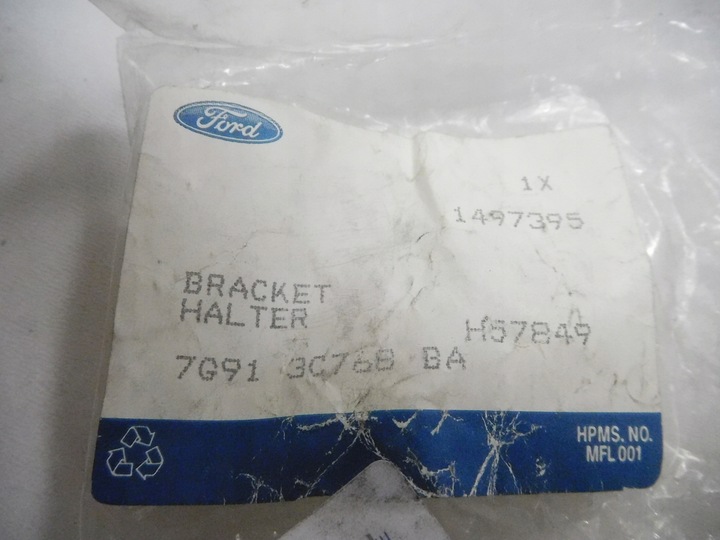 Ford
1X
1497395
BRACKET
HALTER
H57849
7G91 3C768 BA
HPMS. NO.
MFL 001